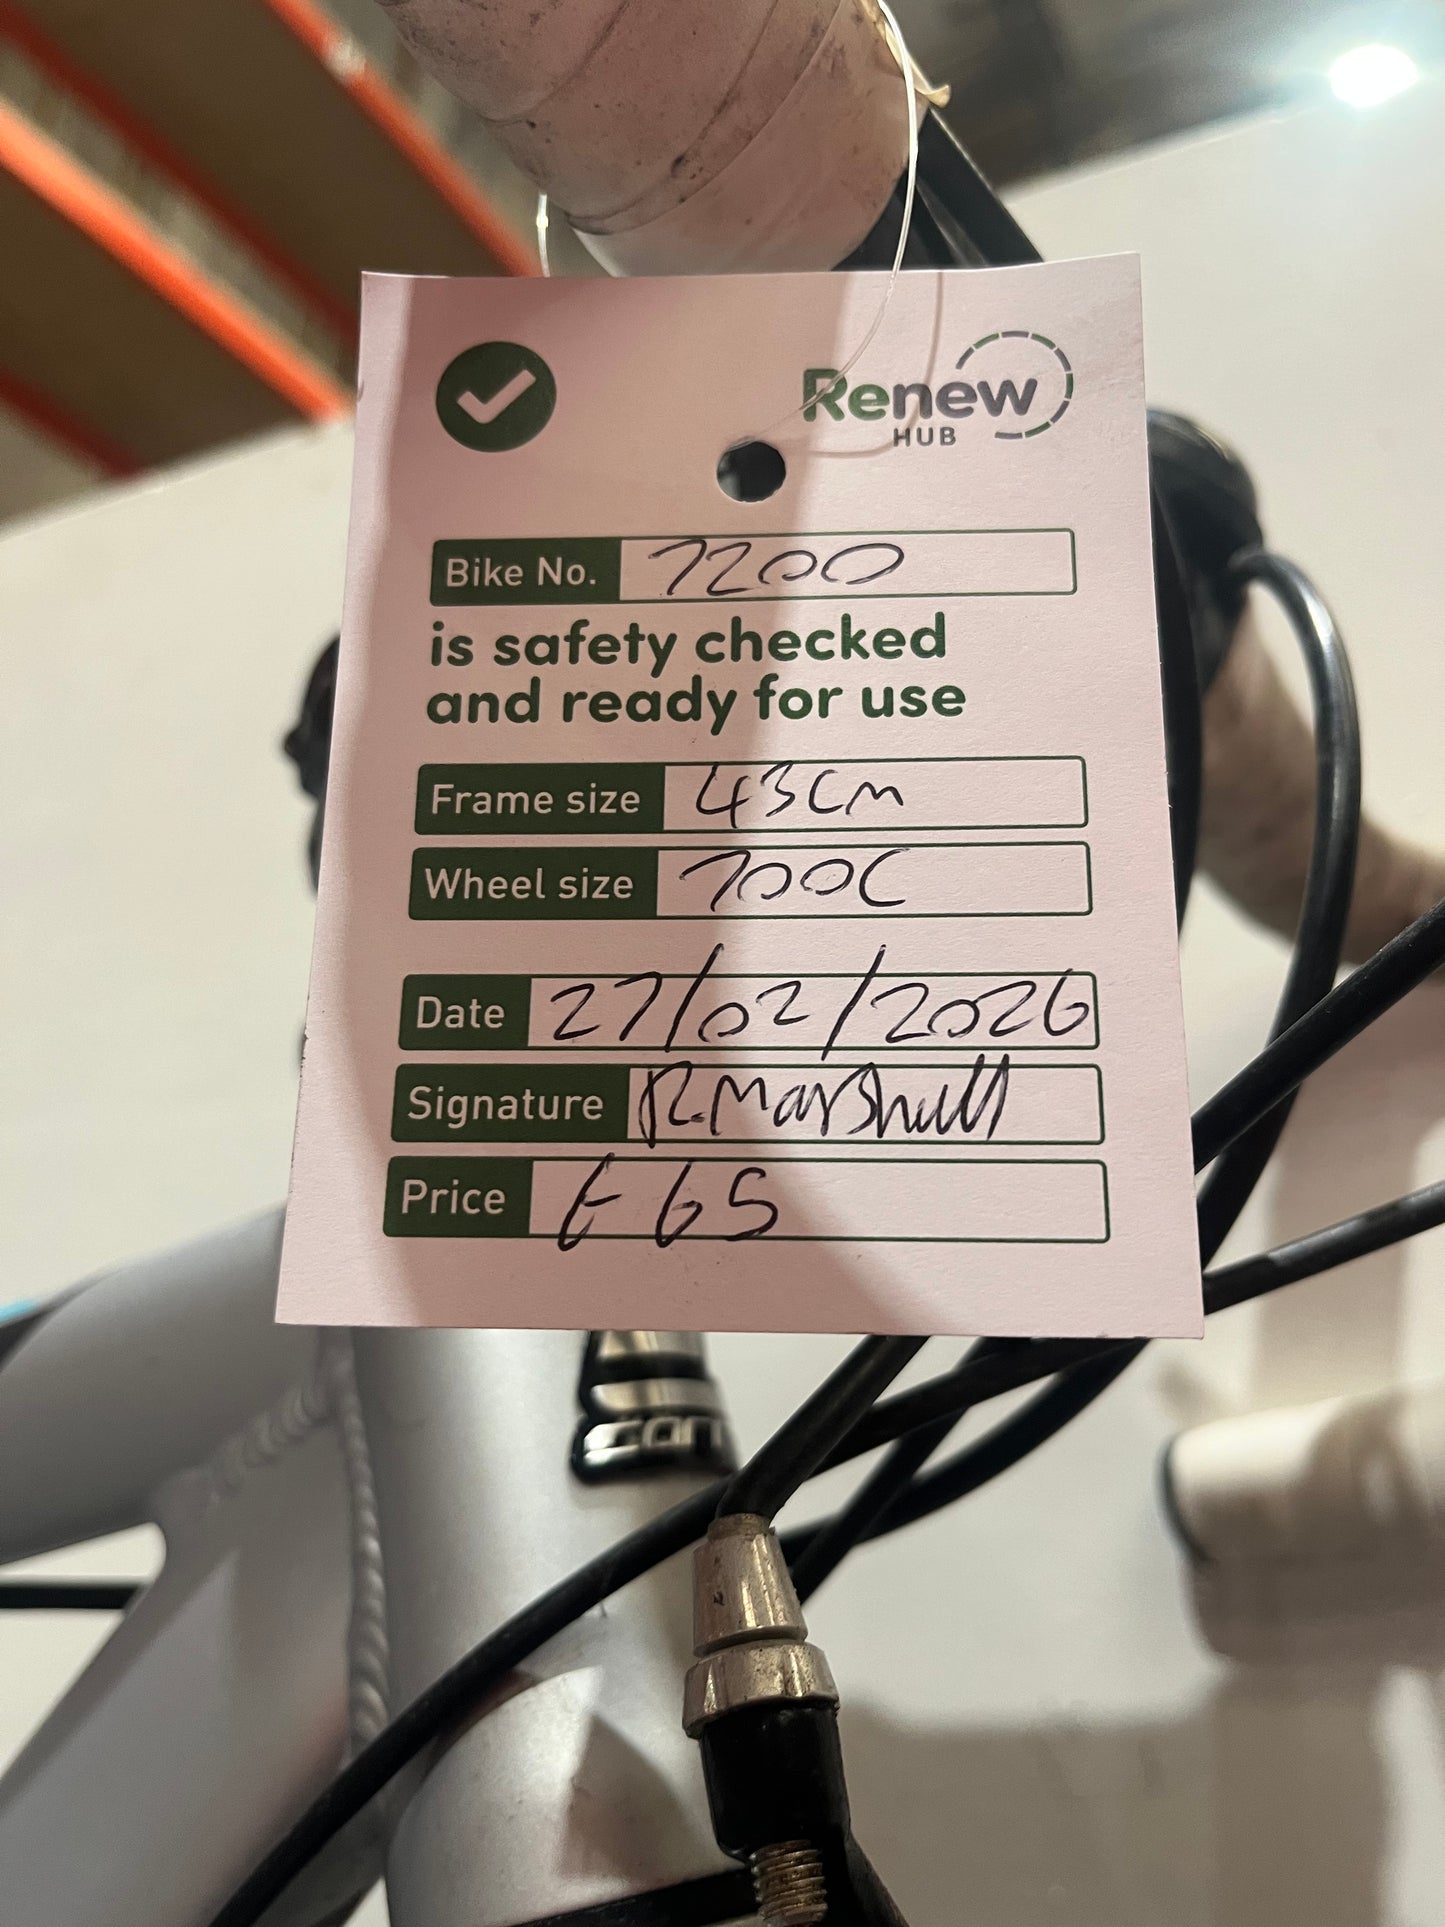 Renew
HUB
Bike No. 7200
is safety checked
and ready for use
Frame size 43cm
Wheel size 700C
Date 27/02/2026
Signature R.Marshall
Price £65